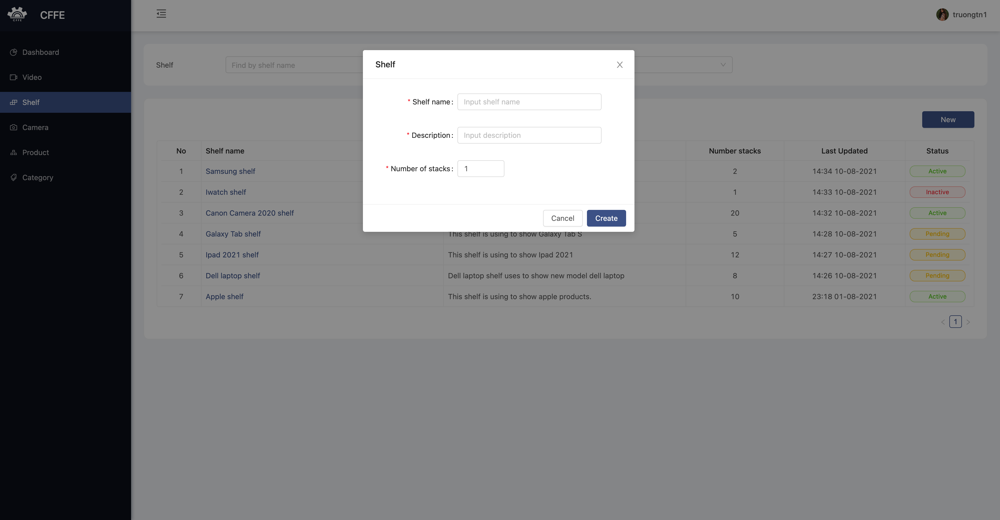 CFFE
CFFE
truongtn1
Dashboard
Video
Shelf
Camera
Product
Category
Shelf
Find by shelf name
New
No Shelf name Number stacks Last Updated Status
1 Samsung shelf 2 14:34 10-08-2021 Active
2 Iwatch shelf 1 14:33 10-08-2021 Inactive
3 Canon Camera 2020 shelf 20 14:32 10-08-2021 Active
4 Galaxy Tab shelf This shelf is using to show Galaxy Tab S 5 14:28 10-08-2021 Pending
5 Ipad 2021 shelf This shelf is using to show Ipad 2021 12 14:27 10-08-2021 Pending
6 Dell laptop shelf Dell laptop shelf uses to show new model dell laptop 8 14:26 10-08-2021 Pending
7 Apple shelf This shelf is using to show apple products. 10 23:18 01-08-2021 Active
< 1 >
Shelf
* Shelf name: Input shelf name
* Description: Input description
* Number of stacks: 1
Cancel Create